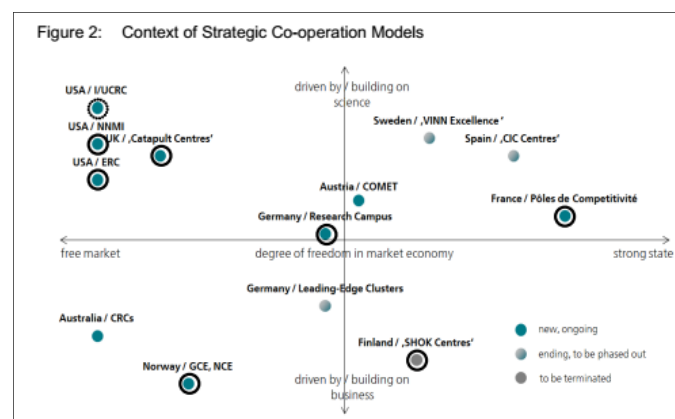 Figure 2: Context of Strategic Co-operation Models
driven by / building on
science
USA / I/UCRC
USA / NNMI
UK / ‚Catapult Centres'
USA / ERC
Sweden / ‚VINN Excellence'
Spain / ‚CIC Centres'
Austria / COMET
France / Pôles de Competitivité
Germany / Research Campus
free market
degree of freedom in market economy
strong state
Germany / Leading-Edge Clusters
Australia / CRCs
Finland / ‚SHOK Centres'
Norway / GCE, NCE
driven by / building on
business
new, ongoing
ending, to be phased out
to be terminated